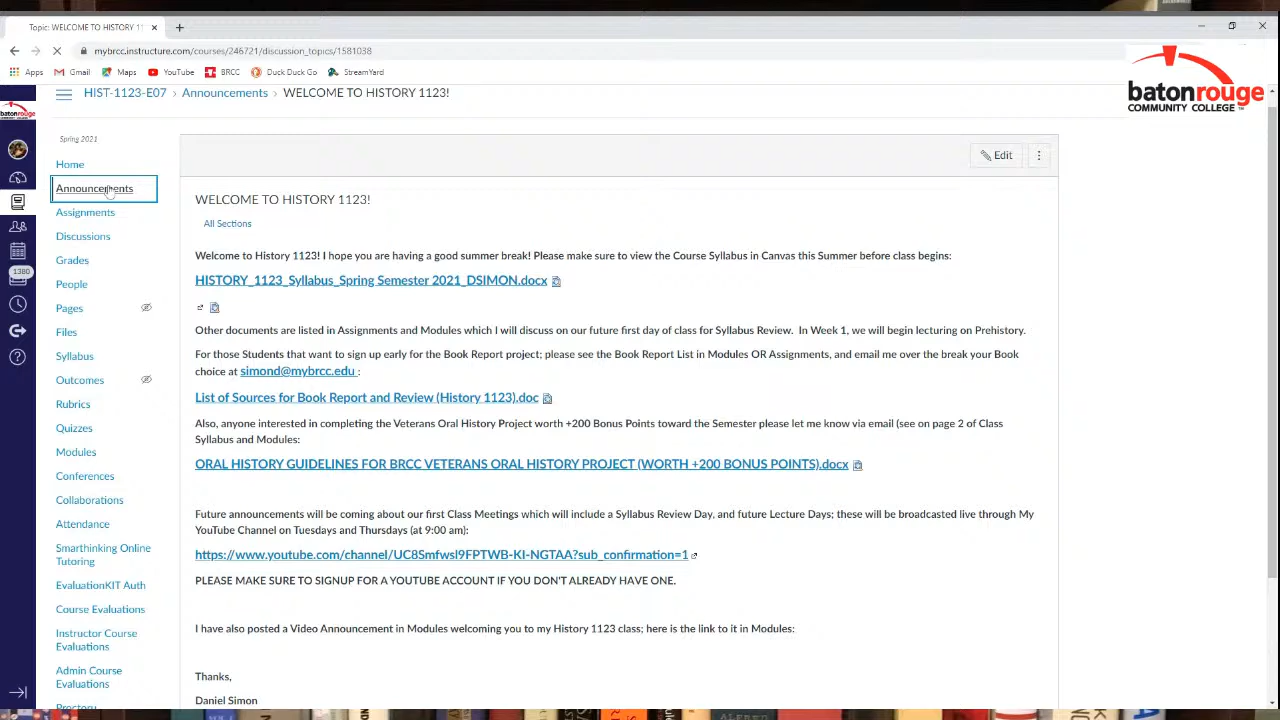 Topic: WELCOME TO HISTORY 11
mybrcc.instructure.com/courses/246721/discussion_topics/1581038
Apps Gmail Maps YouTube BRCC Duck Duck Go StreamYard
batonrouge
COMMUNITY COLLEGE
HIST-1123-E07 › Announcements › WELCOME TO HISTORY 1123!
batonrouge
Spring 2021
Home
Announcements
Assignments
Discussions
Grades
People
Pages
Files
Syllabus
Outcomes
Rubrics
Quizzes
Modules
Conferences
Collaborations
Attendance
Smarthinking Online
Tutoring
EvaluationKIT Auth
Course Evaluations
Instructor Course
Evaluations
Admin Course
Evaluations
1380
Edit
WELCOME TO HISTORY 1123!
All Sections
Welcome to History 1123! I hope you are having a good summer break! Please make sure to view the Course Syllabus in Canvas this Summer before class begins:
HISTORY_1123_Syllabus_Spring Semester 2021_DSIMON.docx
Other documents are listed in Assignments and Modules which I will discuss on our future first day of class for Syllabus Review. In Week 1, we will begin lecturing on Prehistory.
For those Students that want to sign up early for the Book Report project; please see the Book Report List in Modules OR Assignments, and email me over the break your Book
choice at simond@mybrcc.edu :
List of Sources for Book Report and Review (History 1123).doc
Also, anyone interested in completing the Veterans Oral History Project worth +200 Bonus Points toward the Semester please let me know via email (see on page 2 of Class
Syllabus and Modules:
ORAL HISTORY GUIDELINES FOR BRCC VETERANS ORAL HISTORY PROJECT (WORTH +200 BONUS POINTS).docx
Future announcements will be coming about our first Class Meetings which will include a Syllabus Review Day, and future Lecture Days; these will be broadcasted live through My
YouTube Channel on Tuesdays and Thursdays (at 9:00 am):
https://www.youtube.com/channel/UC8Smfwsl9FPTWB-KI-NGTAA?sub_confirmation=1
PLEASE MAKE SURE TO SIGNUP FOR A YOUTUBE ACCOUNT IF YOU DON'T ALREADY HAVE ONE.
I have also posted a Video Announcement in Modules welcoming you to my History 1123 class; here is the link to it in Modules:
Thanks,
Daniel Simon